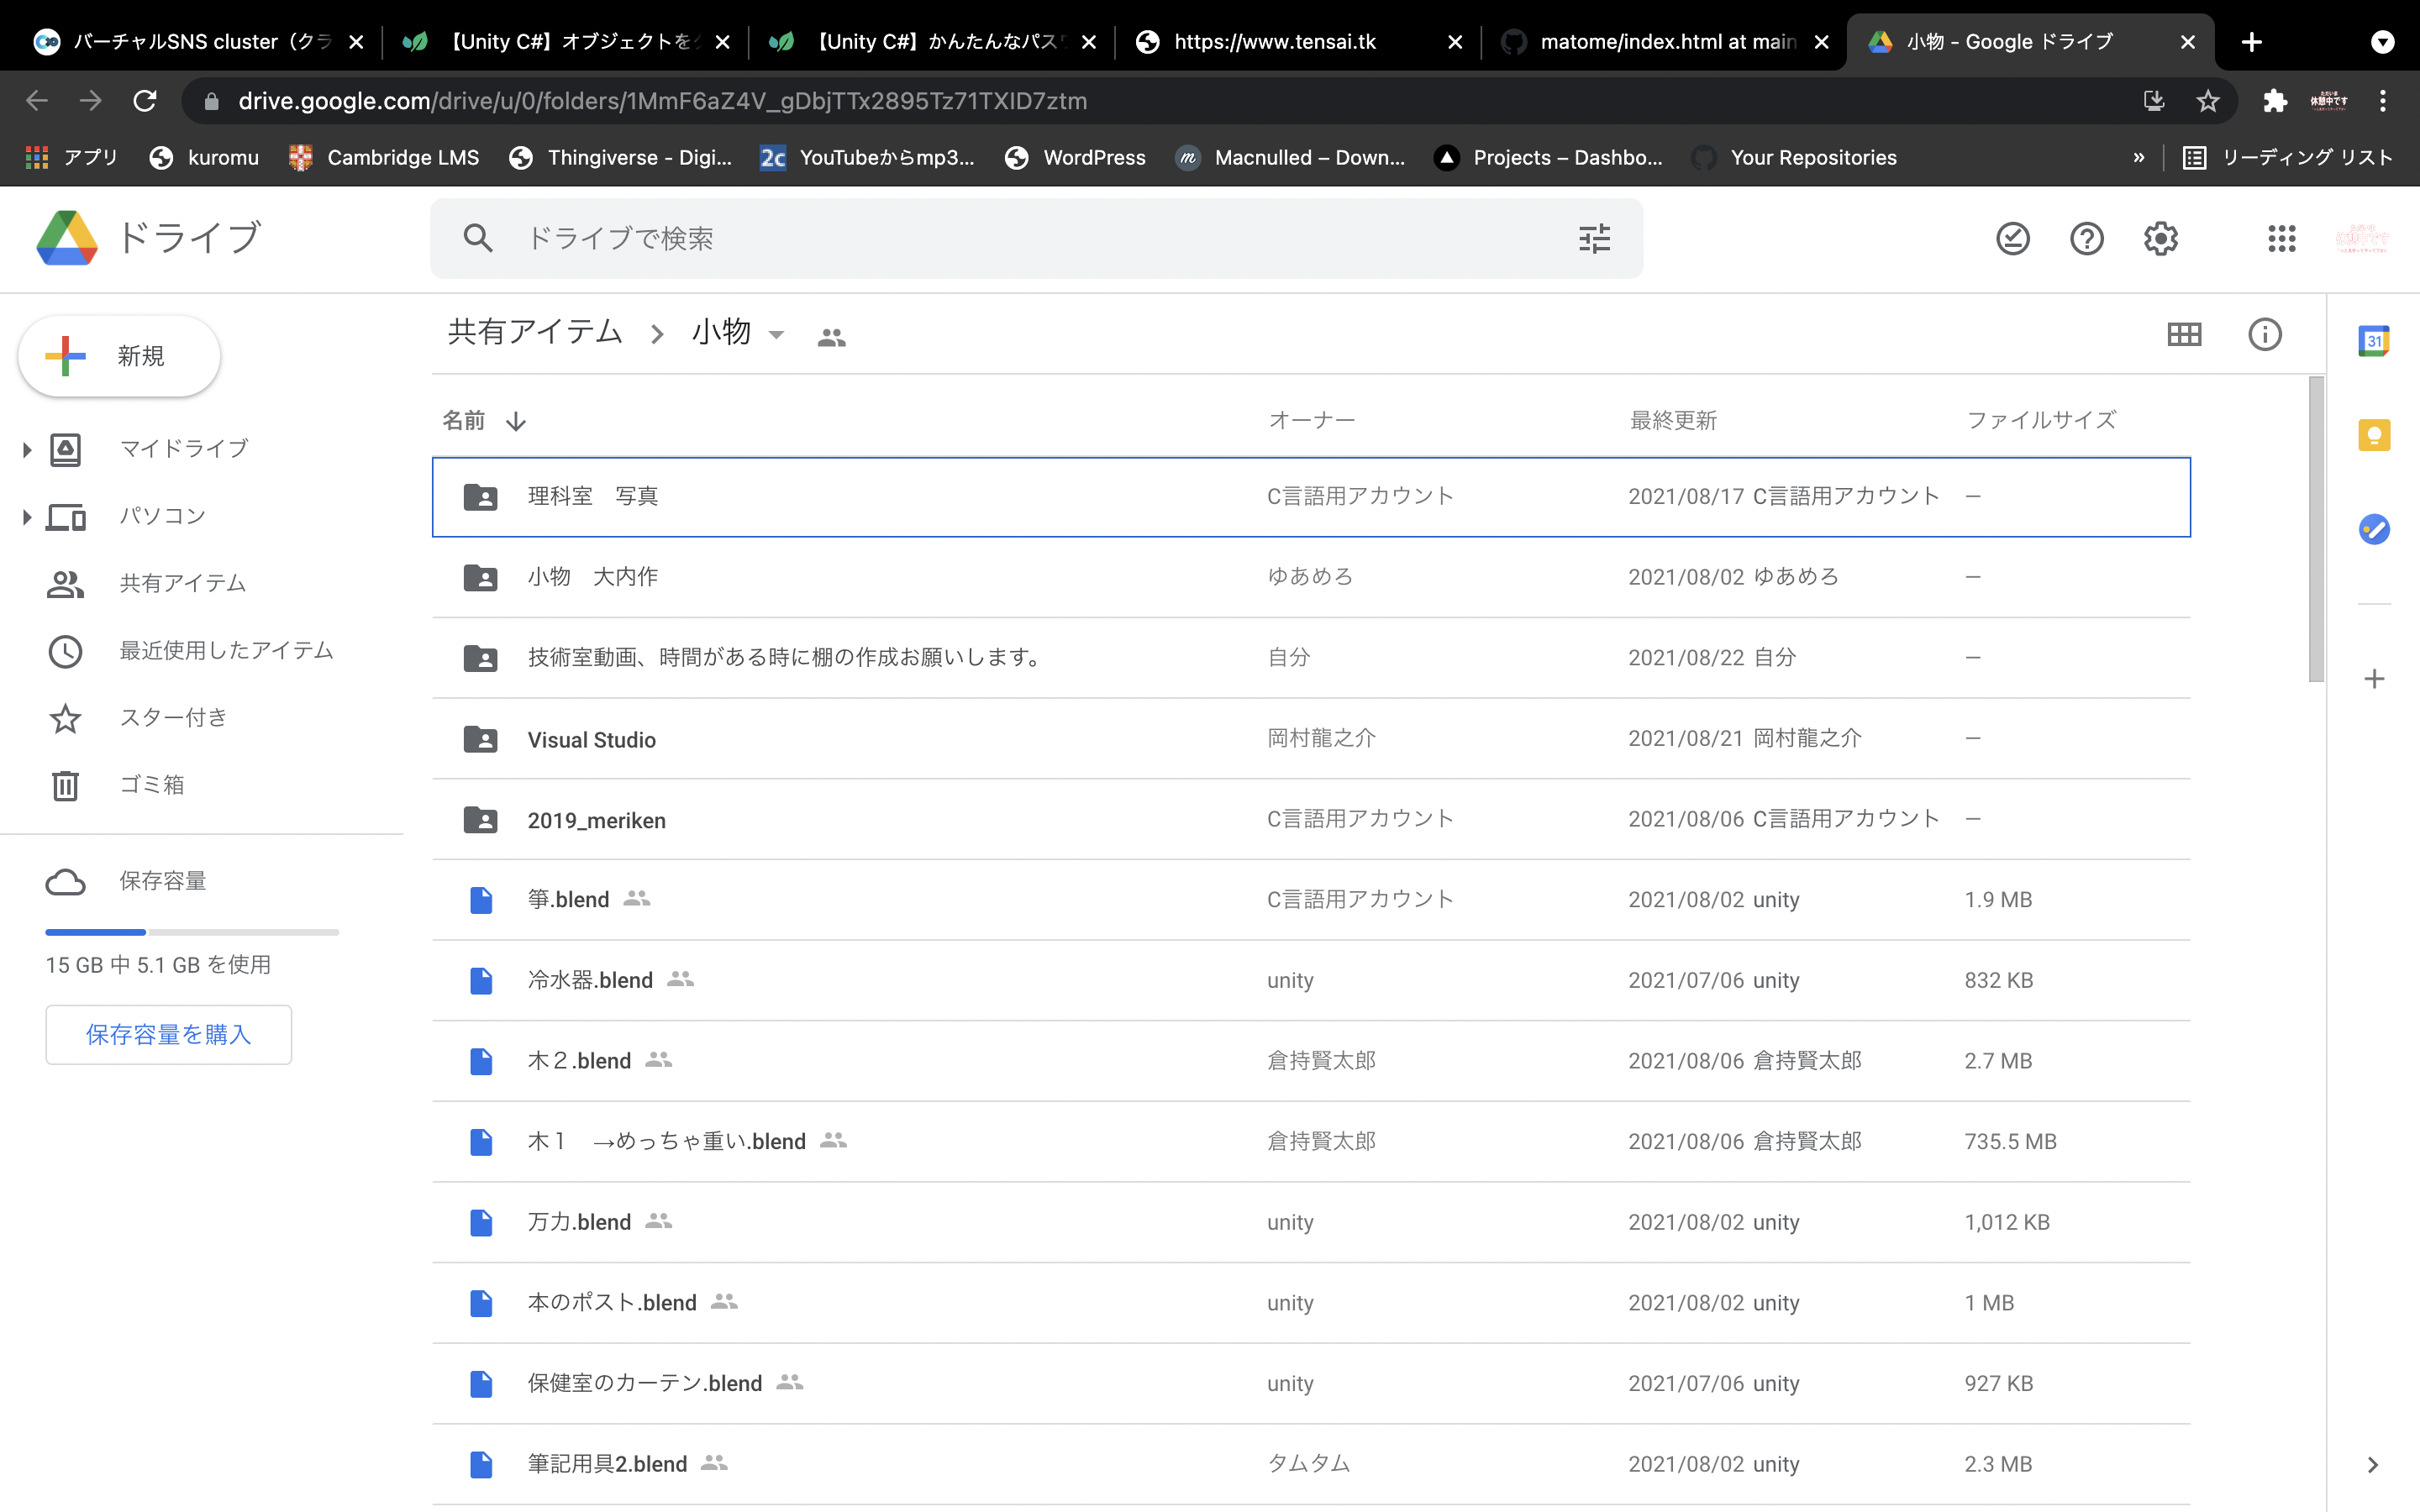 バーチャルSNS cluster（クラ
【Unity C#】オブジェクトをク
【Unity C#】かんたんなパスワ
https://www.tensai.tk
matome/index.html at main
小物 - Google ドライブ
drive.google.com/drive/u/0/folders/1MmF6aZ4V_gDbjTTx2895Tz71TXID7ztm
アプリ
kuromu
Cambridge LMS
Thingiverse - Digi...
2c YouTubeからmp3...
WordPress
m Macnulled – Down...
Projects – Dashbo...
Your Repositories
»
リーディング リスト
ドライブ
ドライブで検索
新規
マイドライブ
パソコン
共有アイテム
最近使用したアイテム
スター付き
ゴミ箱
保存容量
15 GB 中 5.1 GB を使用
保存容量を購入
共有アイテム > 小物
31
名前 オーナー 最終更新 ファイルサイズ
理科室　写真 C言語用アカウント 2021/08/17 C言語用アカウント —
小物　大内作 ゆあめろ 2021/08/02 ゆあめろ —
技術室動画、時間がある時に棚の作成お願いします。 自分 2021/08/22 自分 —
Visual Studio 岡村龍之介 2021/08/21 岡村龍之介 —
2019_meriken C言語用アカウント 2021/08/06 C言語用アカウント —
箏.blend C言語用アカウント 2021/08/02 unity 1.9 MB
冷水器.blend unity 2021/07/06 unity 832 KB
木２.blend 倉持賢太郎 2021/08/06 倉持賢太郎 2.7 MB
木１　→めっちゃ重い.blend 倉持賢太郎 2021/08/06 倉持賢太郎 735.5 MB
万力.blend unity 2021/08/02 unity 1,012 KB
本のポスト.blend unity 2021/08/02 unity 1 MB
保健室のカーテン.blend unity 2021/07/06 unity 927 KB
筆記用具2.blend タムタム 2021/08/02 unity 2.3 MB